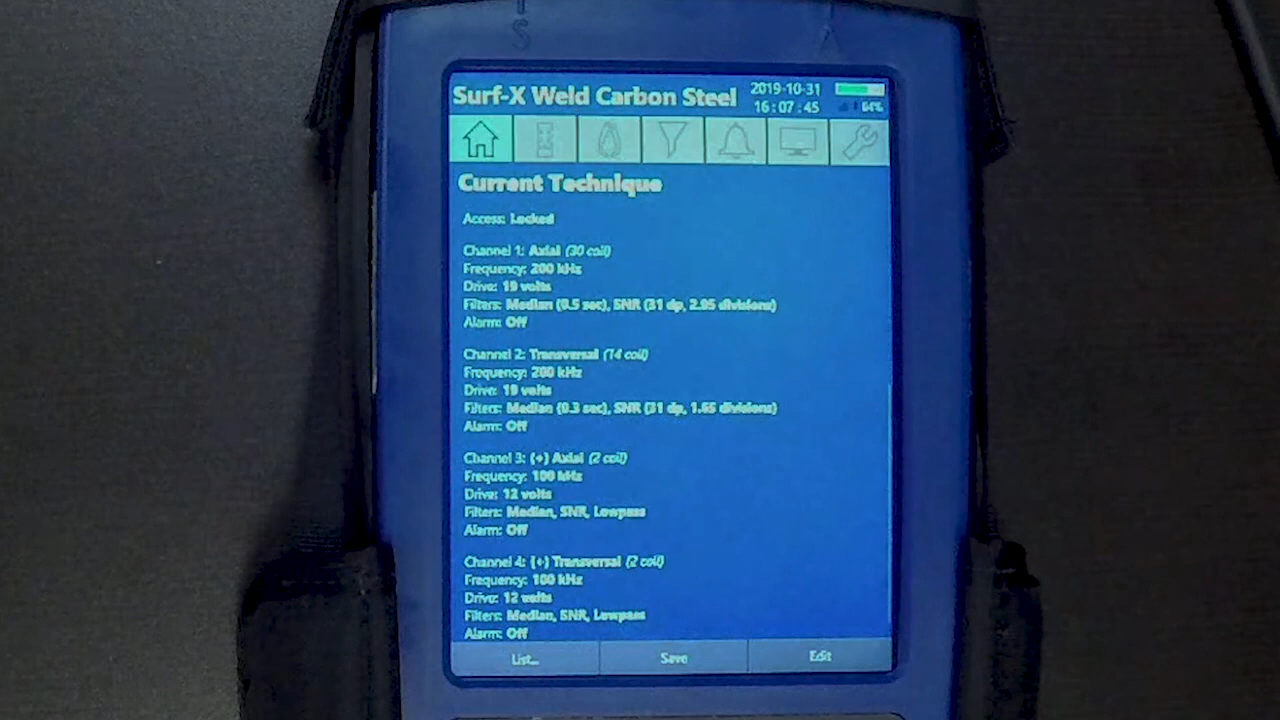 Surf-X Weld Carbon Steel
2019-10-31
16:07:45
64%
Current Technique
Access: Locked
Channel 1: Axial (30 coil)
Frequency: 200 kHz
Drive: 19 volts
Filters: Median (0.5 sec), SNR (31 dp, 2.95 divisions)
Alarm: Off
Channel 2: Transversal (14 coil)
Frequency: 200 kHz
Drive: 19 volts
Filters: Median (0.3 sec), SNR (31 dp, 1.65 divisions)
Alarm: Off
Channel 3: (+) Axial (2 coil)
Frequency: 100 kHz
Drive: 12 volts
Filters: Median, SNR, Lowpass
Alarm: Off
Channel 4: (+) Transversal (2 coil)
Frequency: 100 kHz
Drive: 12 volts
Filters: Median, SNR, Lowpass
Alarm: Off
List...
Save
Edit